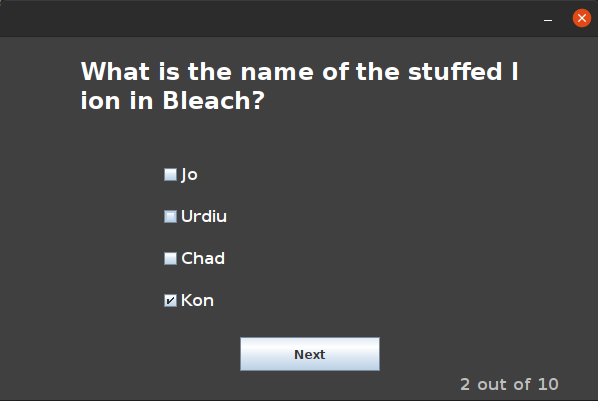 What is the name of the stuffed l
ion in Bleach?
Jo
Urdiu
Chad
Kon
Next
2 out of 10